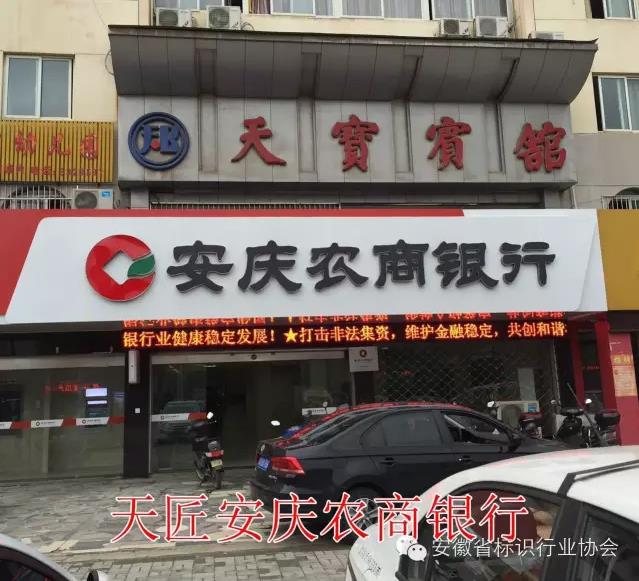 天寶賓舘
安庆农商银行
银行业健康稳定发展！★打击非法集资，维护金融稳定，共创和谐
天匠安庆农商银行
安徽省标识行业协会